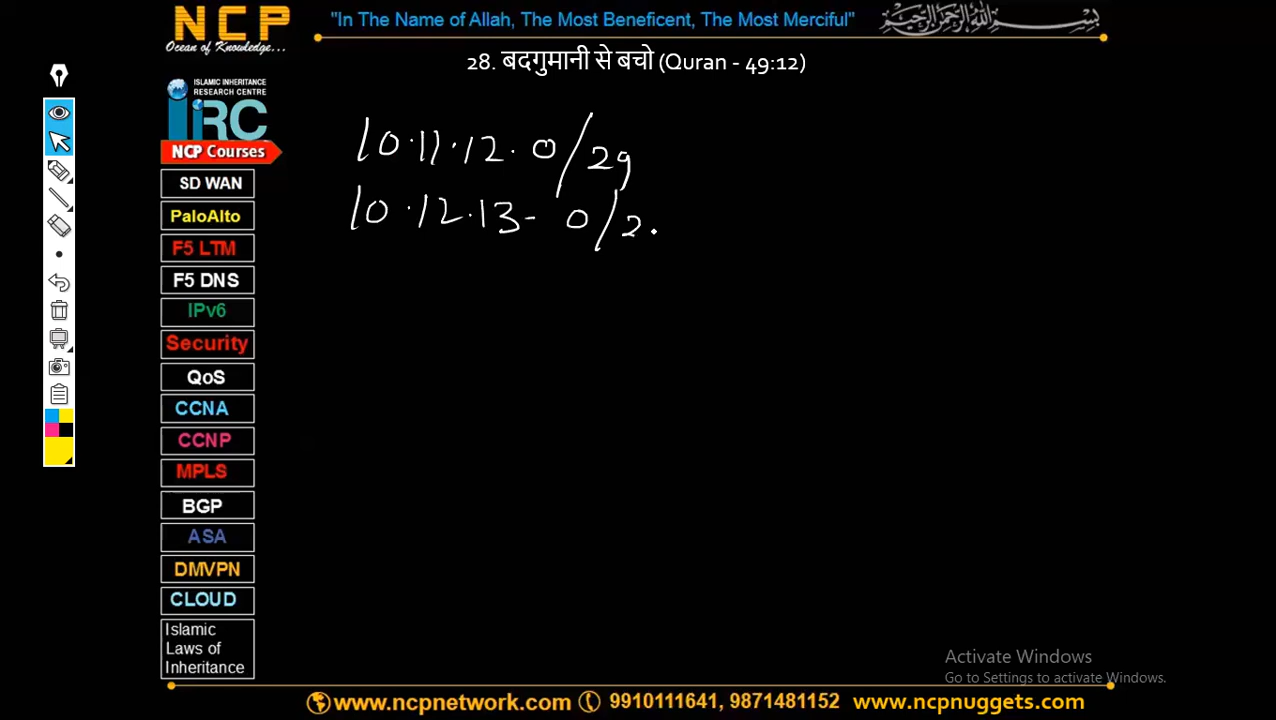 NCP
Ocean of Knowledge...
"In The Name of Allah, The Most Beneficent, The Most Merciful"
28. बदगुमानी से बचो (Quran - 49:12)
ISLAMIC INHERITANCE
RESEARCH CENTRE
IRC
NCP Courses
SD WAN
PaloAlto
F5 LTM
F5 DNS
IPv6
Security
QoS
CCNA
CCNP
MPLS
BGP
ASA
DMVPN
CLOUD
Islamic
Laws of
Inheritance
10.11.12.0/29
10.12.13-0/2.
Activate Windows
Go to Settings to activate Windows.
www.ncpnetwork.com 9910111641, 9871481152 www.ncpnuggets.com